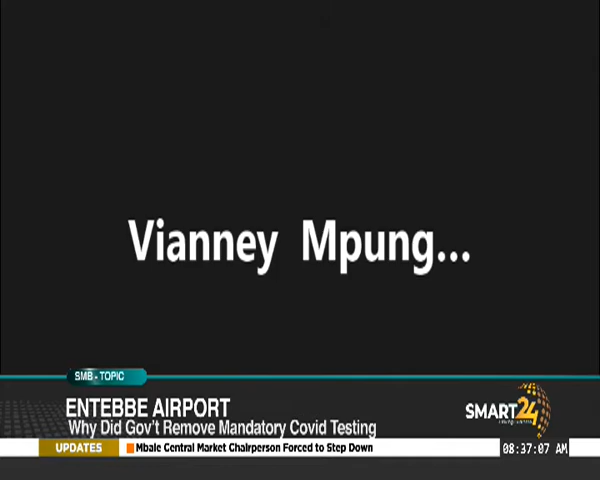 Vianney Mpung...
SMB - TOPIC
ENTEBBE AIRPORT
Why Did Gov't Remove Mandatory Covid Testing
SMART24
UPDATES
Mbale Central Market Chairperson Forced to Step Down
08:37:07 AM